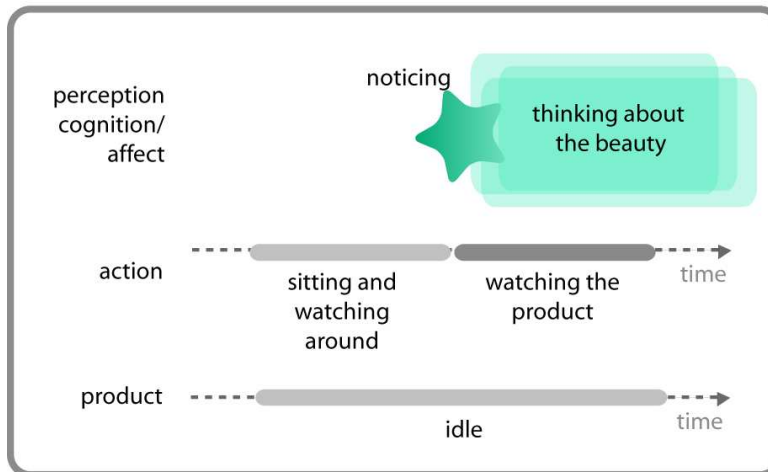 noticing
perception
cognition/
affect
thinking about
the beauty
action
time
sitting and
watching
around
watching the
product
product
time
idle